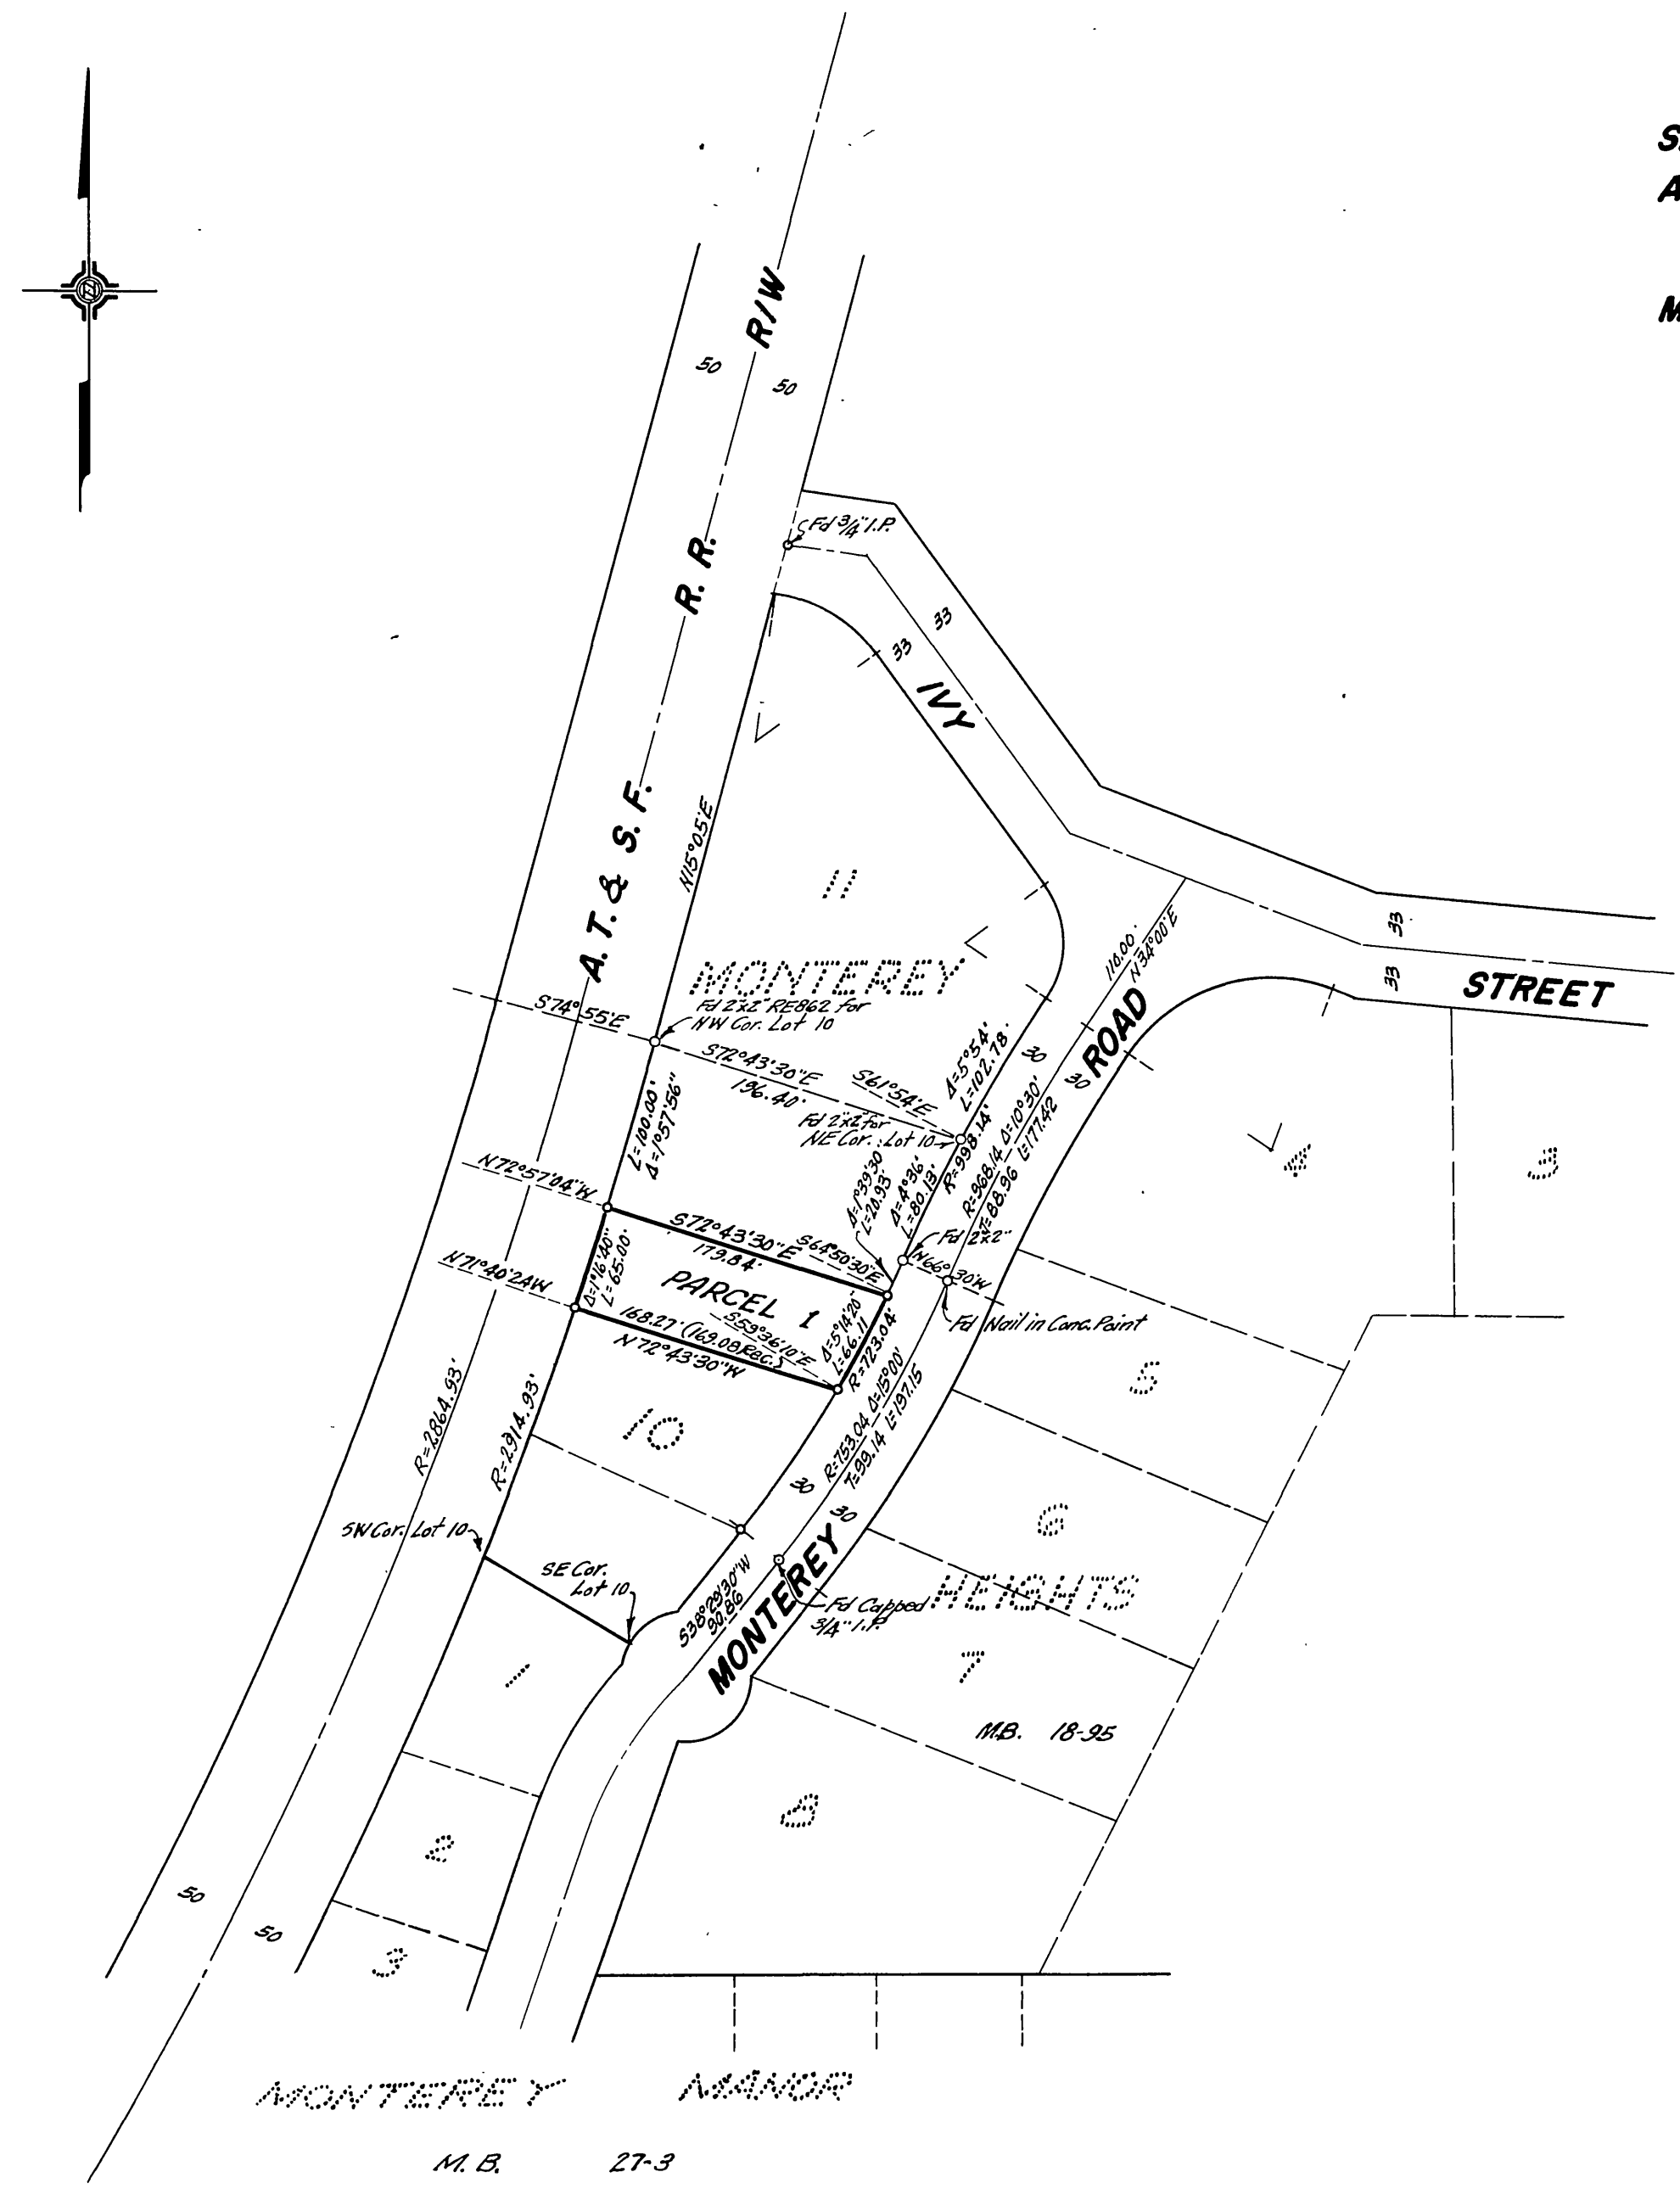 R/W
50
50
Fd 3/4" I.P.
R. R.
33
33
IVY
A. T. & S. F.
N15°05'E
11
MONTEREY
Fd 2"x2" RE862 for
NW Cor. Lot 10
S74°55'E
S72°43'30"E
196.40'
S61°54'E
Fd 2"x2" for
NE Cor. Lot 10
Δ=5°54'
L=102.78'
R=998.14'
30
30
ROAD
116.00'
N34°00'E
33
33
STREET
L=100.00'
Δ=1°57'56"
N72°57'04"W
Δ=1°39'30"
L=20.93'
Δ=4°36'
L=80.13'
R=968.14 Δ=10°30'
T=88.96 L=177.42
Fd 2"x2"
N66°30'W
Fd Nail in Conc. Paint
4
3
S72°43'30"E
179.84'
S64°50'30"E
N71°40'24"W
Δ=1°16'40"
L=65.00'
PARCEL 1
168.27' (169.08 Rec.)
N72°43'30"W
S59°36'10"E
Δ=5°14'20"
L=66.11
R=723.04'
R=753.04 Δ=15°00'
T=99.14 L=197.15
5
10
R=2864.93'
R=2914.93'
30
30
6
SW Cor. Lot 10
SE Cor.
Lot 10
S38°29'30"W
90.86
MONTEREY
Fd Capped
3/4" I.P.
HEIGHTS
7
M.B. 18-95
1
8
2
50
50
3
MONTEREY MANOR
M. B. 27-3